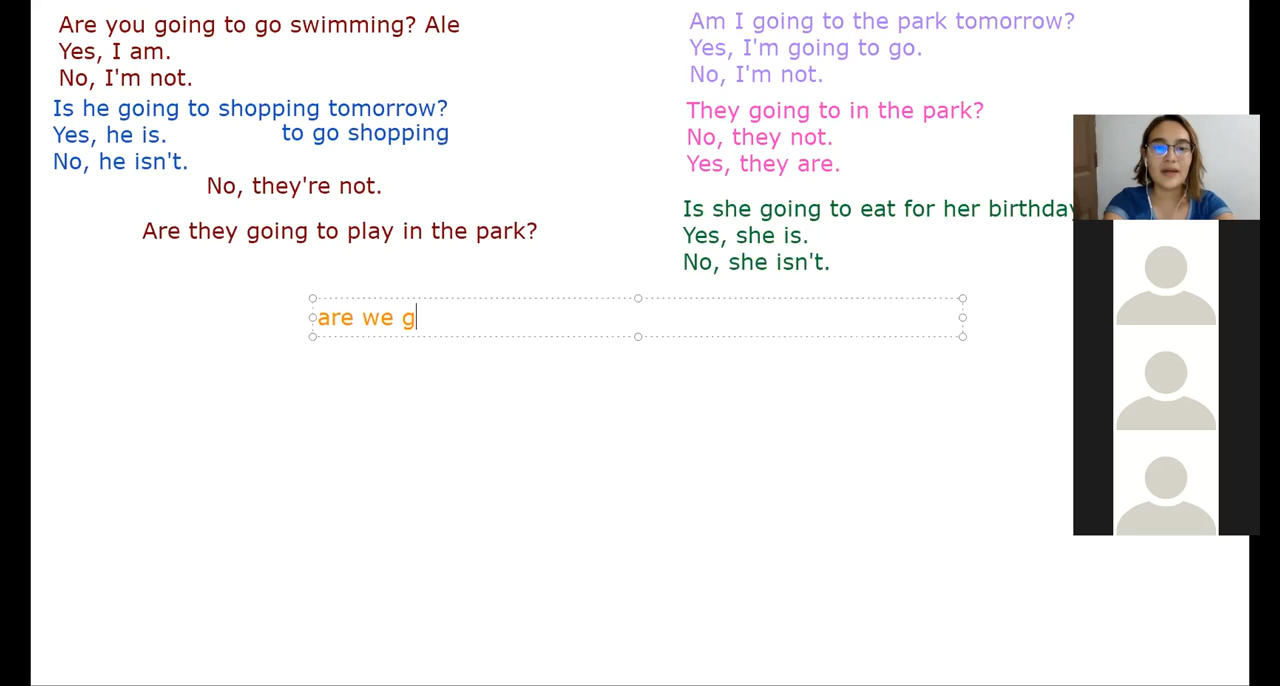 Are you going to go swimming? Ale
Yes, I am.
No, I'm not.
Is he going to shopping tomorrow?
Yes, he is.
to go shopping
No, he isn't.
No, they're not.
Are they going to play in the park?
Am I going to the park tomorrow?
Yes, I'm going to go.
No, I'm not.
They going to in the park?
No, they not.
Yes, they are.
Is she going to eat for her birthday
Yes, she is.
No, she isn't.
are we g